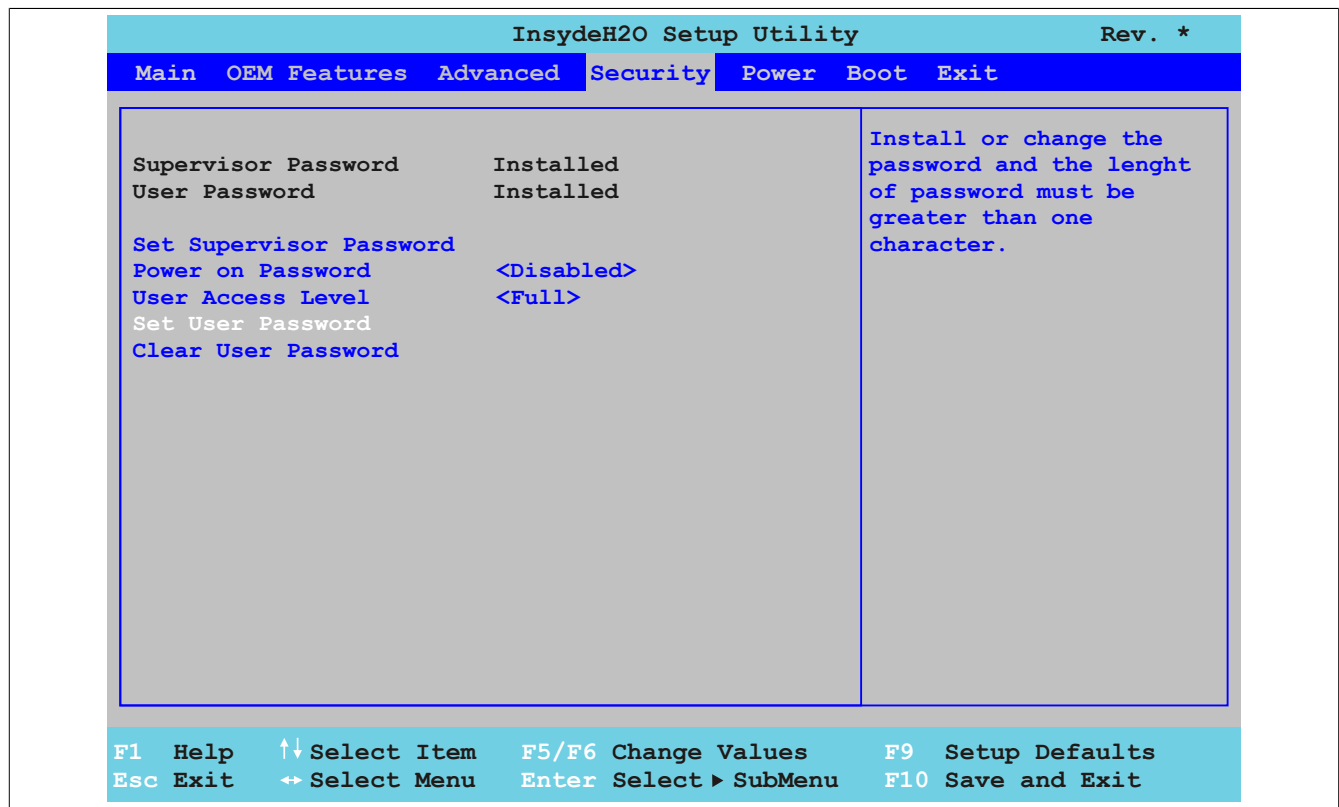 InsydeH2O Setup Utility Rev. *
Main OEM Features Advanced Security Power Boot Exit
Supervisor Password Installed
User Password Installed
Set Supervisor Password
Power on Password <Disabled>
User Access Level <Full>
Set User Password
Clear User Password
Install or change the
password and the lenght
of password must be
greater than one
character.
F1 Help ↑↓ Select Item F5/F6 Change Values F9 Setup Defaults
Esc Exit ↔ Select Menu Enter Select ▶ SubMenu F10 Save and Exit